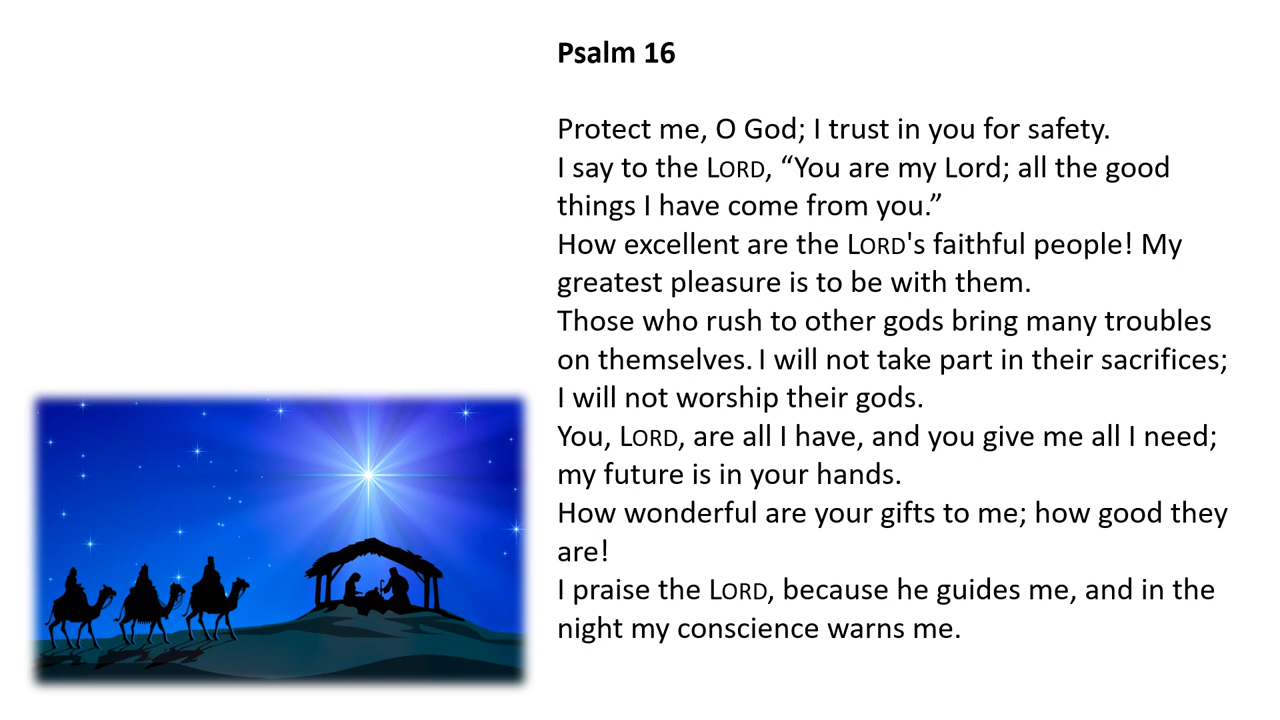 Psalm 16
Protect me, O God; I trust in you for safety.
I say to the LORD, “You are my Lord; all the good
things I have come from you.”
How excellent are the LORD's faithful people! My
greatest pleasure is to be with them.
Those who rush to other gods bring many troubles
on themselves. I will not take part in their sacrifices;
I will not worship their gods.
You, LORD, are all I have, and you give me all I need;
my future is in your hands.
How wonderful are your gifts to me; how good they
are!
I praise the LORD, because he guides me, and in the
night my conscience warns me.